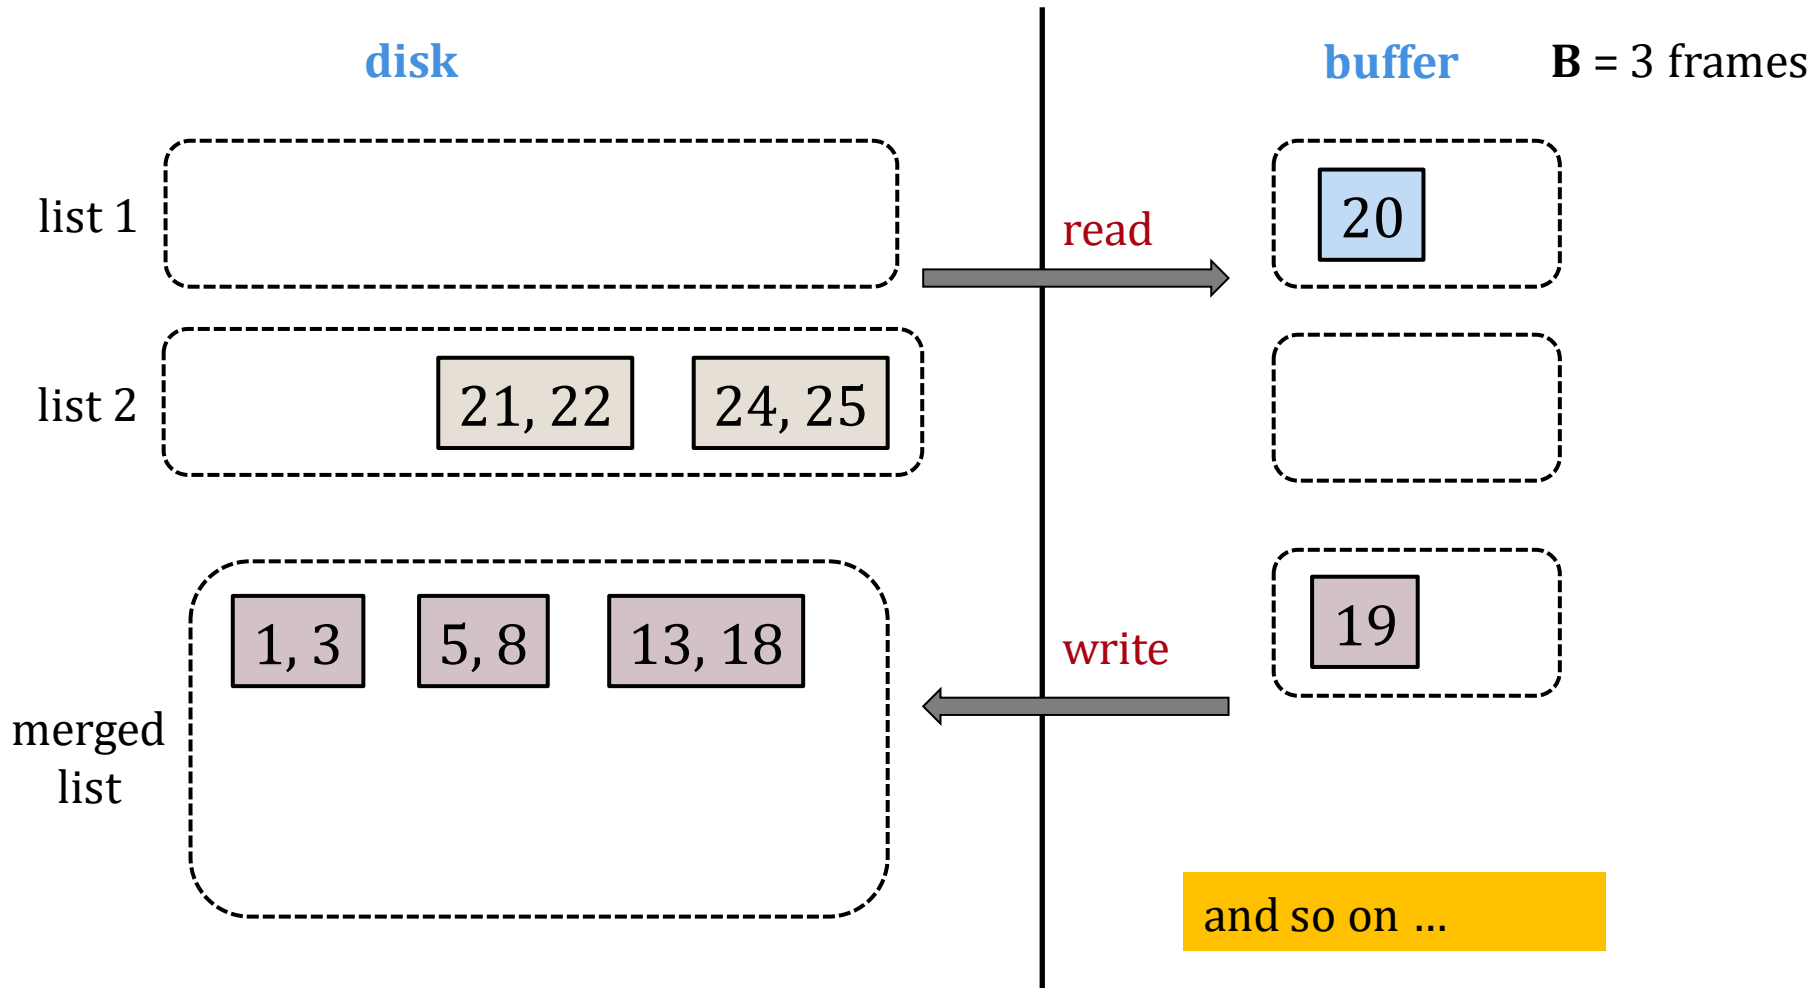 disk
buffer
B = 3 frames
list 1
read
20
list 2
21, 22
24, 25
1, 3
5, 8
13, 18
write
19
merged
list
and so on ...